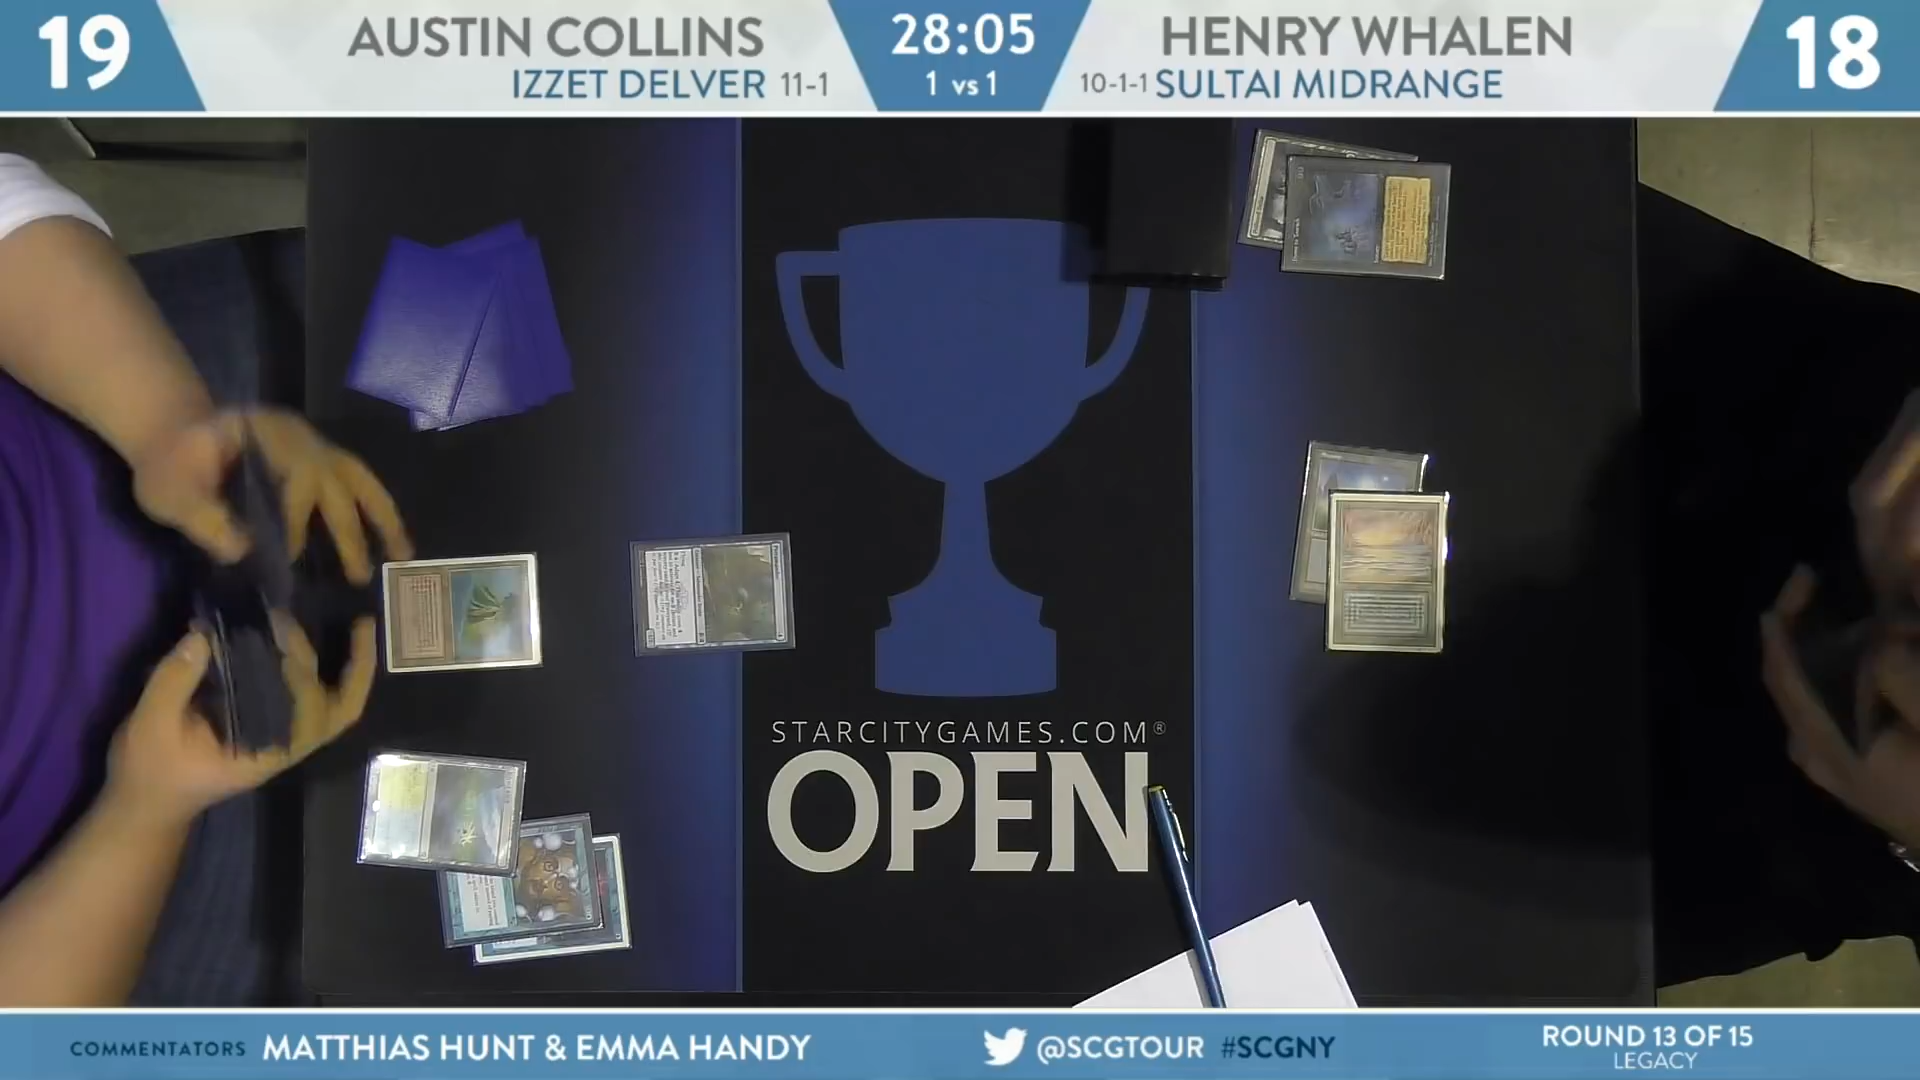 19
AUSTIN COLLINS
IZZET DELVER 11-1
28:05
1 vs 1
HENRY WHALEN
10-1-1 SULTAI MIDRANGE
18
STARCITYGAMES.COM®
OPEN
COMMENTATORS MATTHIAS HUNT & EMMA HANDY
@SCGTOUR #SCGNY
ROUND 13 OF 15
LEGACY